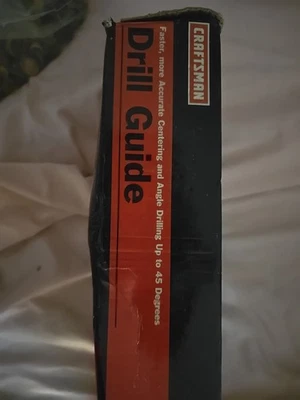 CRAFTSMAN
Faster, more Accurate Centering and Angle Drilling Up to 45 Degrees
Drill Guide